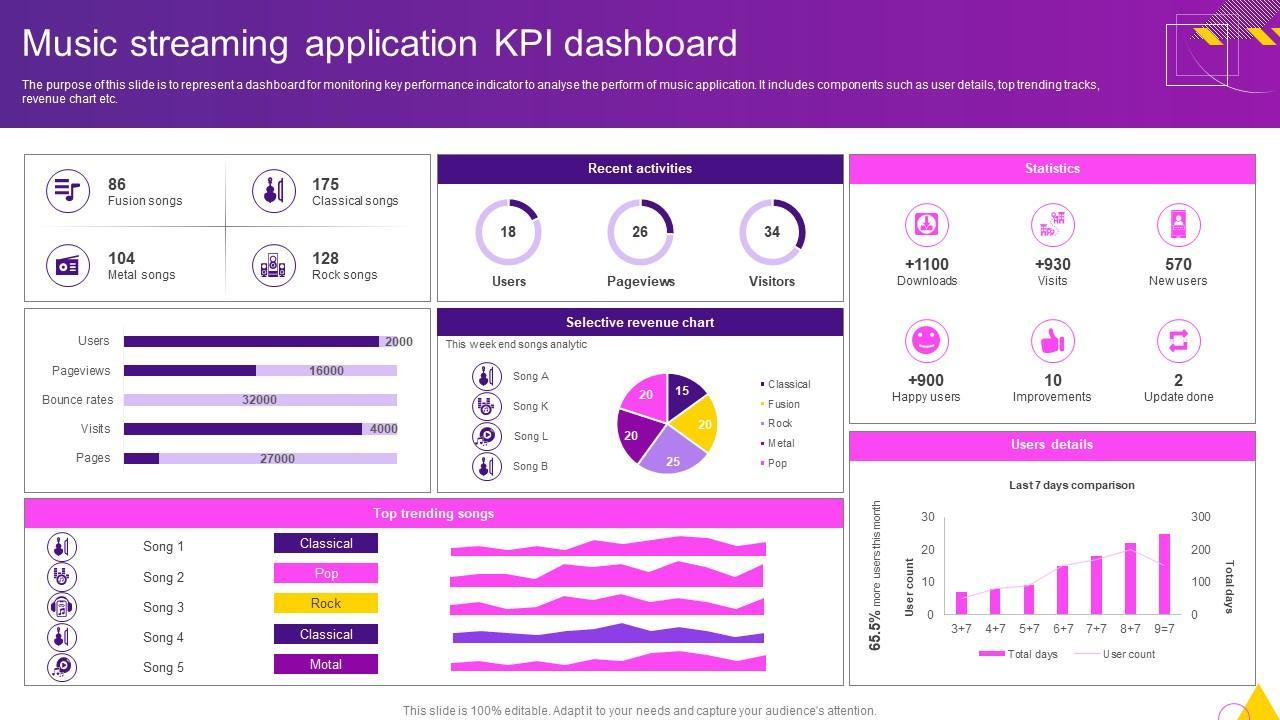 Music streaming application KPI dashboard
The purpose of this slide is to represent a dashboard for monitoring key performance indicator to analyse the perform of music application. It includes components such as user details, top trending tracks,
revenue chart etc.
86
Fusion songs
175
Classical songs
104
Metal songs
128
Rock songs
Recent activities
18
26
34
Users
Pageviews
Visitors
Statistics
+1100
Downloads
+930
Visits
570
New users
+900
Happy users
10
Improvements
2
Update done
Users 2000
Pageviews 16000
Bounce rates 32000
Visits 4000
Pages 27000
Selective revenue chart
This week end songs analytic
Song A
Song K
Song L
Song B
15
20
25
20
20
Classical
Fusion
Rock
Metal
Pop
Top trending songs
Song 1 Classical
Song 2 Pop
Song 3 Rock
Song 4 Classical
Song 5 Motal
Users details
Last 7 days comparison
65.5% more users this month
User count
30
20
10
0
300
200
100
0
Total days
3+7 4+7 5+7 6+7 7+7 8+7 9=7
Total days User count
This slide is 100% editable. Adapt it to your needs and capture your audience's attention.